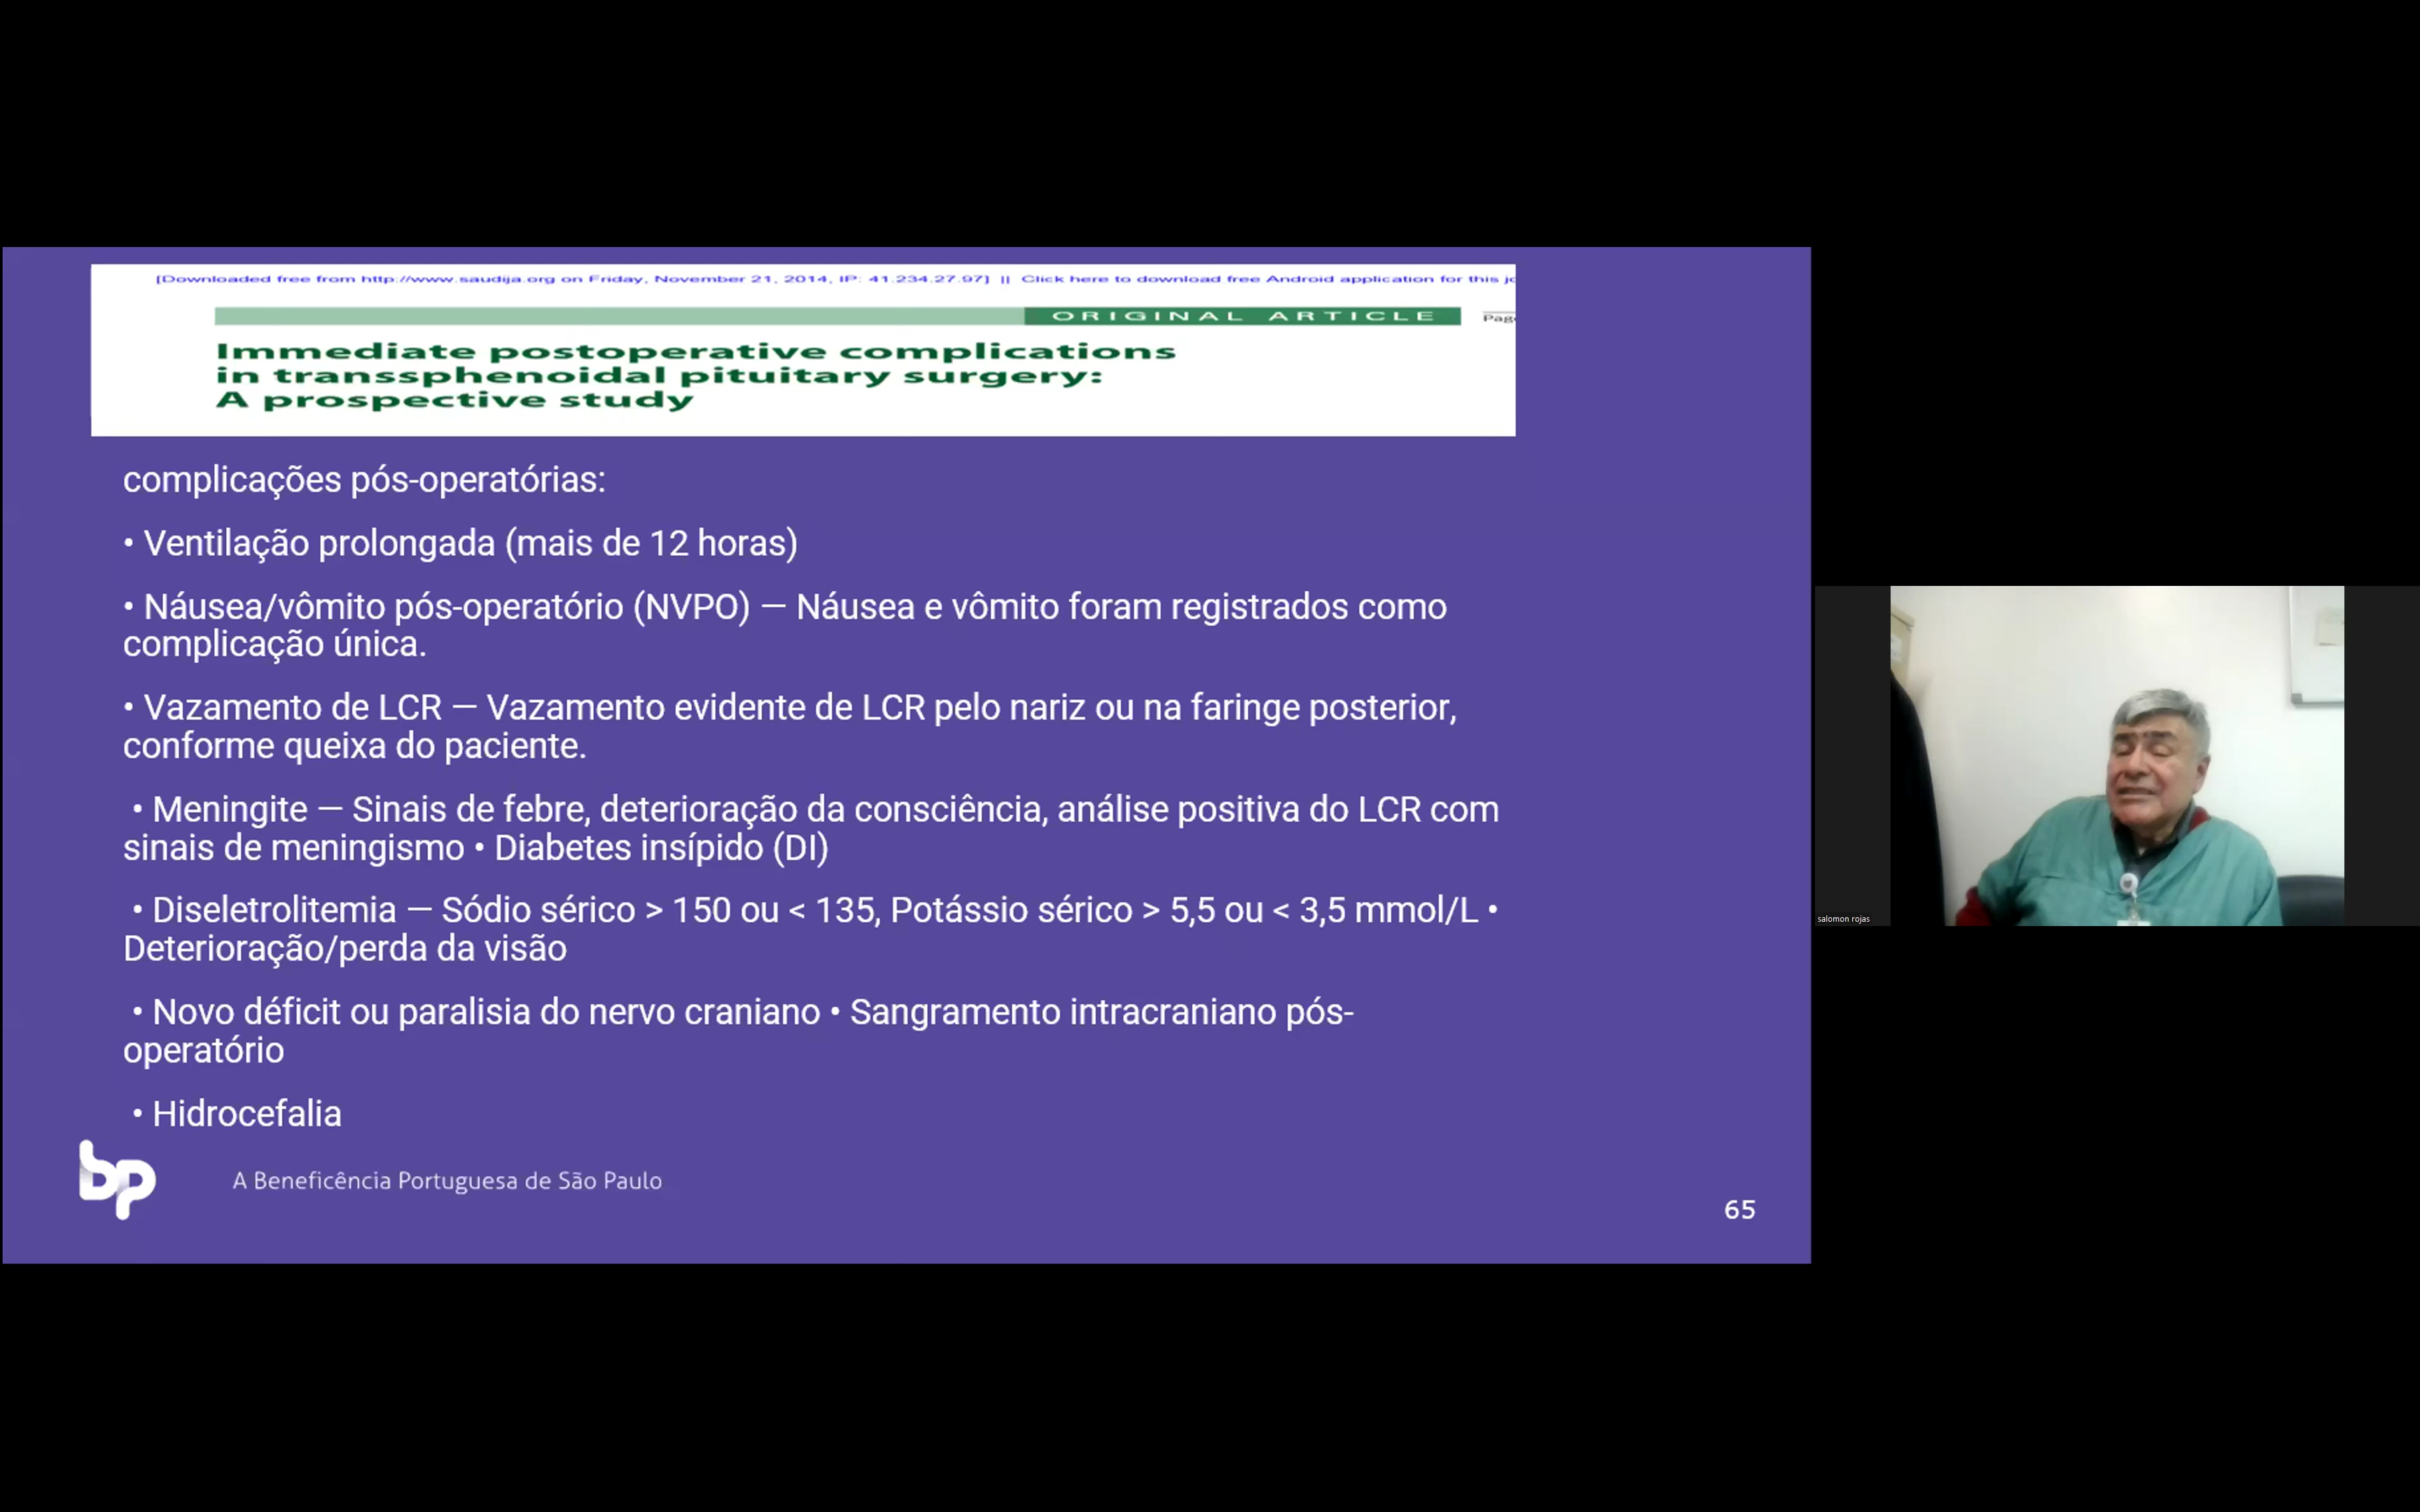 [Downloaded free from http://www.saudija.org on Friday, November 21, 2014, IP: 41.234.27.97] || Click here to download free Android application for this
ORIGINAL ARTICLE
Immediate postoperative complications
in transsphenoidal pituitary surgery:
A prospective study
complicações pós-operatórias:
• Ventilação prolongada (mais de 12 horas)
• Náusea/vômito pós-operatório (NVPO) — Náusea e vômito foram registrados como
complicação única.
• Vazamento de LCR — Vazamento evidente de LCR pelo nariz ou na faringe posterior,
conforme queixa do paciente.
• Meningite — Sinais de febre, deterioração da consciência, análise positiva do LCR com
sinais de meningismo • Diabetes insípido (DI)
• Diseletrolitemia — Sódio sérico > 150 ou < 135, Potássio sérico > 5,5 ou < 3,5 mmol/L •
Deterioração/perda da visão
• Novo déficit ou paralisia do nervo craniano • Sangramento intracraniano pós-
operatório
• Hidrocefalia
bp
A Beneficência Portuguesa de São Paulo
65
salomon rojas